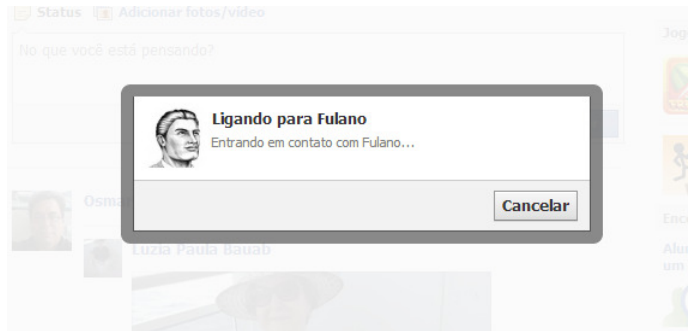 Status Adicionar fotos/vídeo
No que você está pensando?
Ligando para Fulano
Entrando em contato com Fulano...
Cancelar
Luzia Paula Bauab